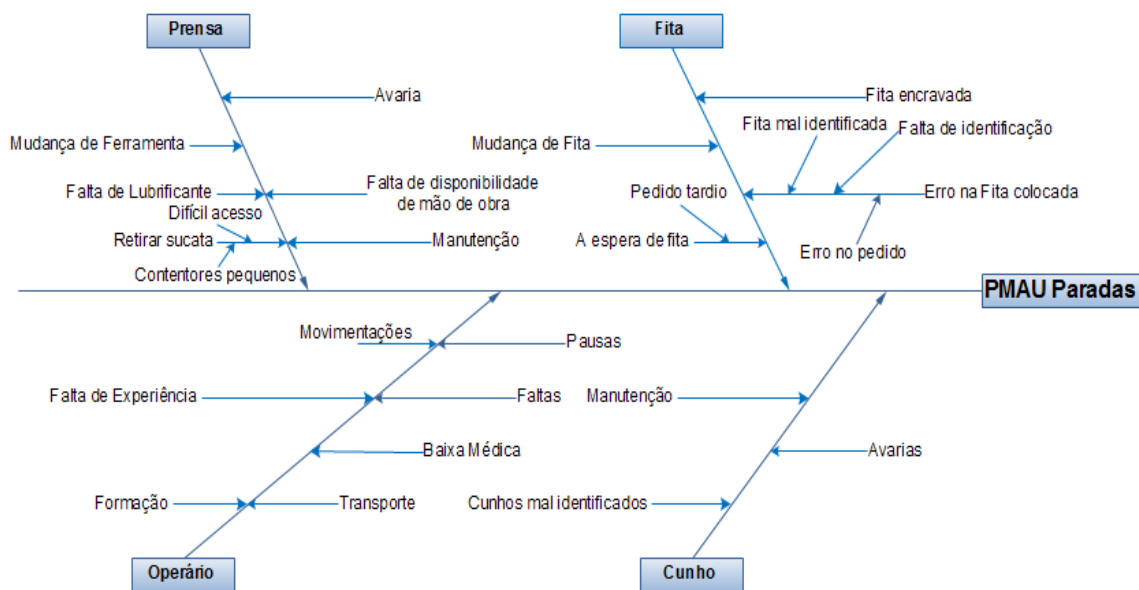 Prensa
Fita
Avaria
Fita encravada
Fita mal identificada
Falta de identificação
Mudança de Ferramenta
Mudança de Fita
Falta de Lubrificante
Falta de disponibilidade
de mão de obra
Pedido tardio
Erro na Fita colocada
Difícil acesso
Retirar sucata
Manutenção
A espera de fita
Erro no pedido
Contentores pequenos
PMAU Paradas
Movimentações
Pausas
Falta de Experiência
Faltas
Manutenção
Baixa Médica
Avarias
Formação
Transporte
Cunhos mal identificados
Operário
Cunho